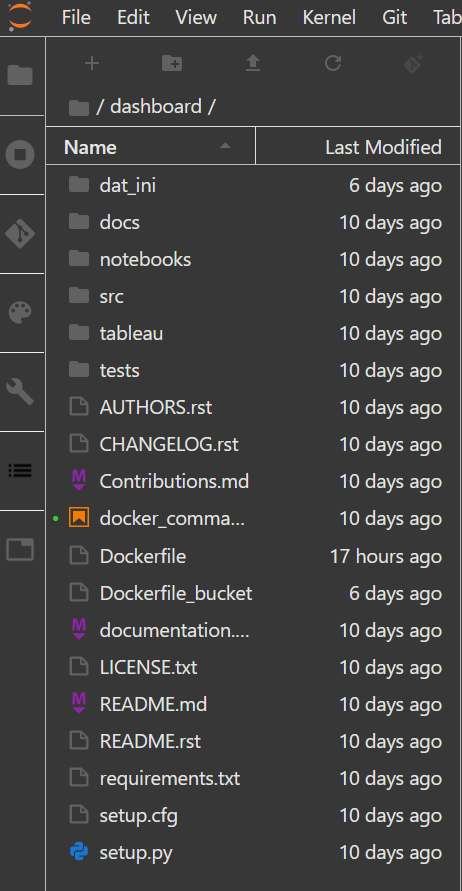 File Edit View Run Kernel Git Tab
/ dashboard /
Name Last Modified
dat_ini 6 days ago
docs 10 days ago
notebooks 10 days ago
src 10 days ago
tableau 10 days ago
tests 10 days ago
AUTHORS.rst 10 days ago
CHANGELOG.rst 10 days ago
Contributions.md 10 days ago
docker_comma... 10 days ago
Dockerfile 17 hours ago
Dockerfile_bucket 6 days ago
documentation.... 10 days ago
LICENSE.txt 10 days ago
README.md 10 days ago
README.rst 10 days ago
requirements.txt 10 days ago
setup.cfg 10 days ago
setup.py 10 days ago